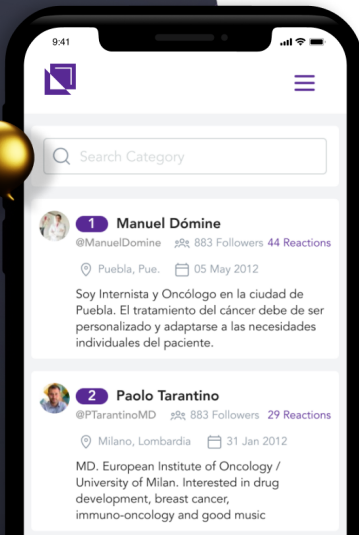 9:41
Search Category
1 Manuel Dómine
@ManuelDomine 883 Followers 44 Reactions
Puebla, Pue. 05 May 2012
Soy Internista y Oncólogo en la ciudad de
Puebla. El tratamiento del cáncer debe de ser
personalizado y adaptarse a las necesidades
individuales del paciente.
2 Paolo Tarantino
@PTarantinoMD 883 Followers 29 Reactions
Milano, Lombardia 31 Jan 2012
MD. European Institute of Oncology /
University of Milan. Interested in drug
development, breast cancer,
immuno-oncology and good music